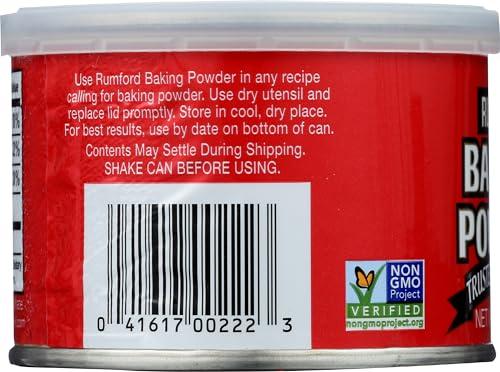 Use Rumford Baking Powder in any recipe
calling for baking powder. Use dry utensil and
replace lid promptly. Store in cool, dry place.
For best results, use by date on bottom of can.
Contents May Settle During Shipping.
SHAKE CAN BEFORE USING.
0 41617 00222 3
NON
GMO
Project
VERIFIED
nongmoproject.org